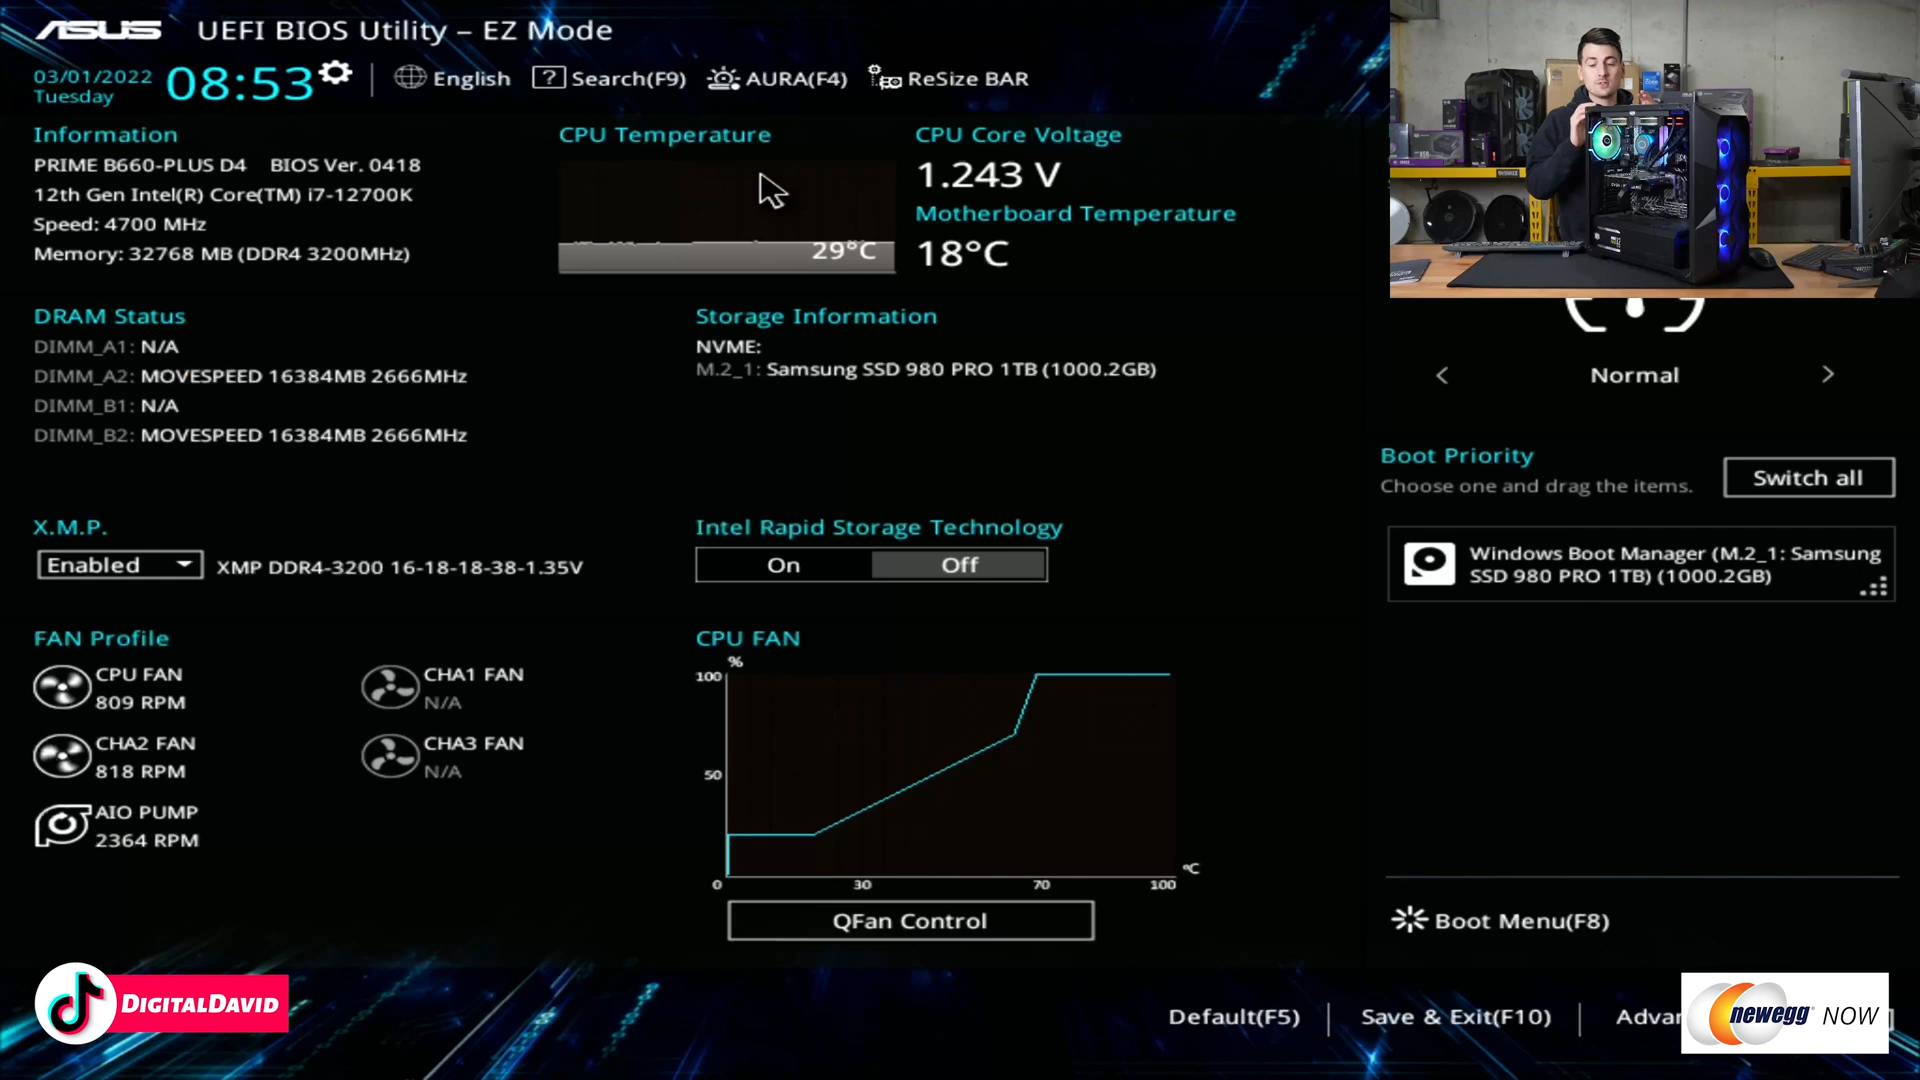 ASUS UEFI BIOS Utility – EZ Mode
03/01/2022
Tuesday
08:53
English
? Search(F9)
AURA(F4)
ReSize BAR
Information
PRIME B660-PLUS D4 BIOS Ver. 0418
12th Gen Intel(R) Core(TM) i7-12700K
Speed: 4700 MHz
Memory: 32768 MB (DDR4 3200MHz)
CPU Temperature
29°C
CPU Core Voltage
1.243 V
Motherboard Temperature
18°C
DRAM Status
DIMM_A1: N/A
DIMM_A2: MOVESPEED 16384MB 2666MHz
DIMM_B1: N/A
DIMM_B2: MOVESPEED 16384MB 2666MHz
Storage Information
NVME:
M.2_1: Samsung SSD 980 PRO 1TB (1000.2GB)
Normal
X.M.P.
Enabled XMP DDR4-3200 16-18-18-38-1.35V
Intel Rapid Storage Technology
On Off
Boot Priority
Choose one and drag the items.
Switch all
Windows Boot Manager (M.2_1: Samsung
SSD 980 PRO 1TB) (1000.2GB)
FAN Profile
CPU FAN
809 RPM
CHA1 FAN
N/A
CHA2 FAN
818 RPM
CHA3 FAN
N/A
AIO PUMP
2364 RPM
CPU FAN
%
100
50
0 30 70 100
°C
QFan Control
Boot Menu(F8)
DIGITALDAVID
Default(F5)
Save & Exit(F10)
Advan
newegg NOW